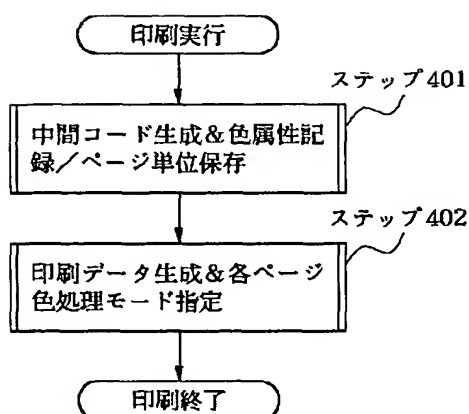 印刷実行
ステップ401
中間コード生成&色属性記
録／ページ単位保存
ステップ402
印刷データ生成&各ページ
色処理モード指定
印刷終了